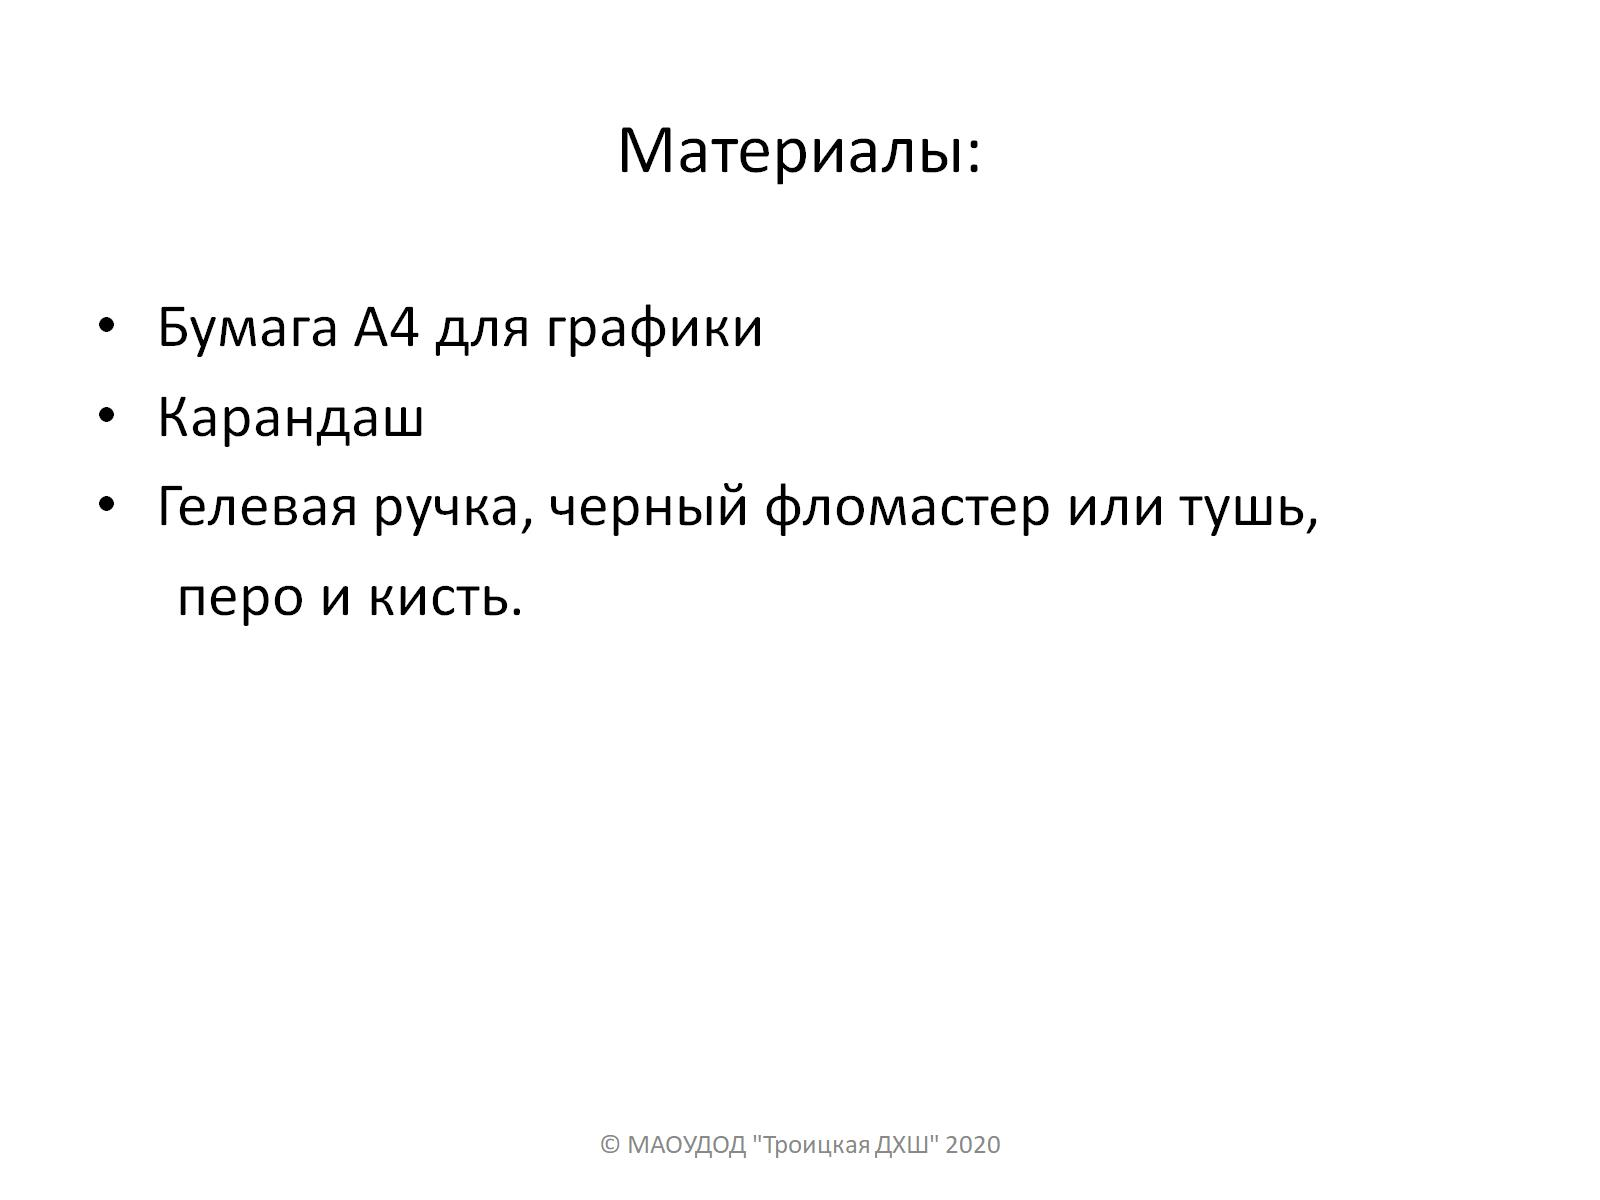 Материалы:
• Бумага А4 для графики
• Карандаш
• Гелевая ручка, черный фломастер или тушь,
перо и кисть.
© МАОУДОД "Троицкая ДХШ" 2020